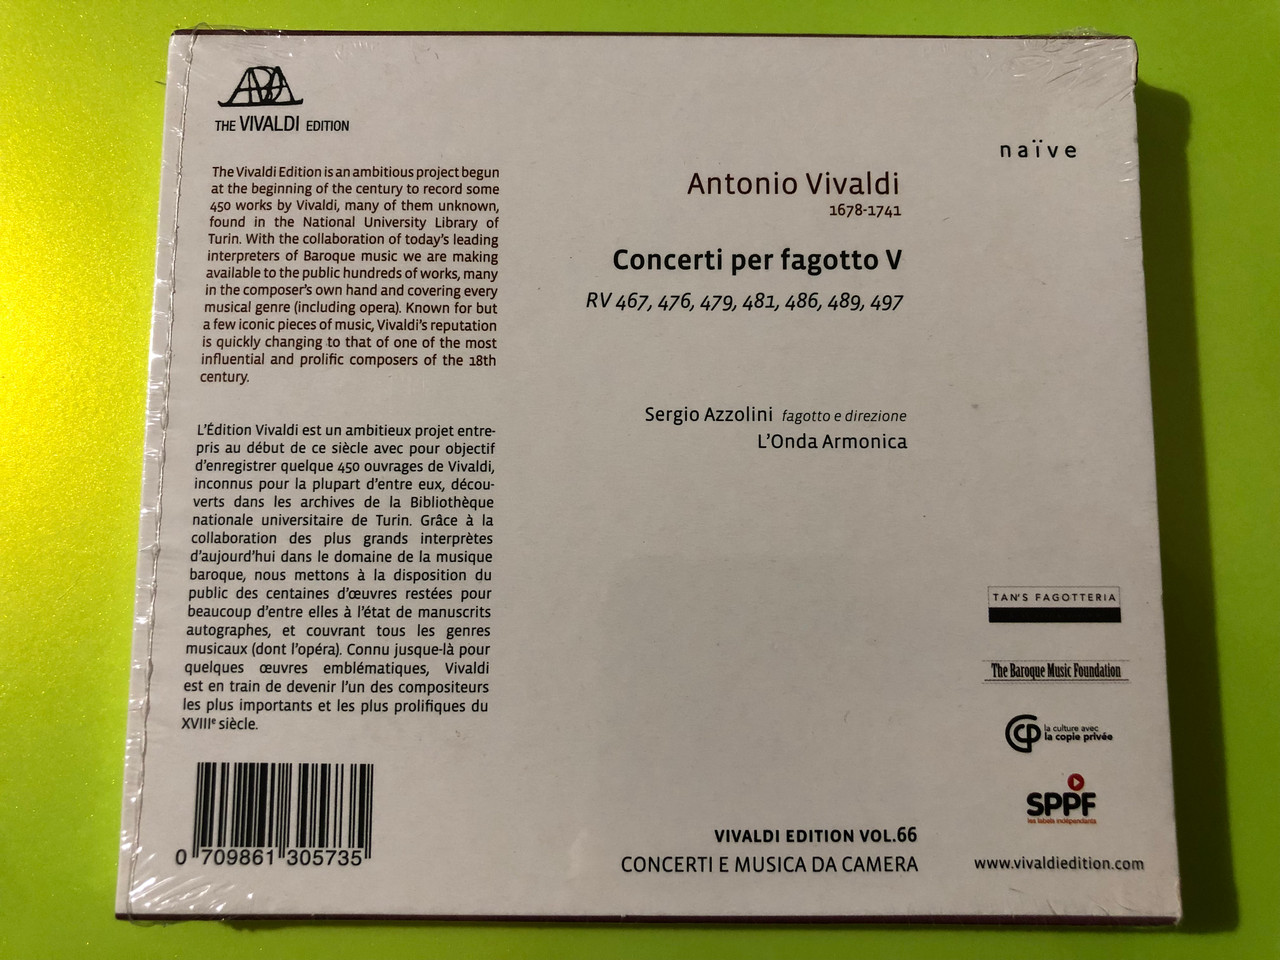 THE VIVALDI EDITION
The Vivaldi Edition is an ambitious project begun
at the beginning of the century to record some
450 works by Vivaldi, many of them unknown,
found in the National University Library of
Turin. With the collaboration of today's leading
interpreters of Baroque music we are making
available to the public hundreds of works, many
in the composer's own hand and covering every
musical genre (including opera). Known for but
a few iconic pieces of music, Vivaldi's reputation
is quickly changing to that of one of the most
influential and prolific composers of the 18th
century.
L'Édition Vivaldi est un ambitieux projet entre-
pris au début de ce siècle avec pour objectif
d'enregistrer quelque 450 ouvrages de Vivaldi,
inconnus pour la plupart d'entre eux, décou-
verts dans les archives de la Bibliothèque
nationale universitaire de Turin. Grâce à la
collaboration des plus grands interprètes
d'aujourd'hui dans le domaine de la musique
baroque, nous mettons à la disposition du
public des centaines d'œuvres restées pour
beaucoup d'entre elles à l'état de manuscrits
autographes, et couvrant tous les genres
musicaux (dont l'opéra). Connu jusque-là pour
quelques œuvres emblématiques, Vivaldi
est en train de devenir l'un des compositeurs
les plus importants et les plus prolifiques du
XVIIIe siècle.
0 709861 305735
naïve
Antonio Vivaldi
1678-1741
Concerti per fagotto V
RV 467, 476, 479, 481, 486, 489, 497
Sergio Azzolini fagotto e direzione
L'Onda Armonica
VIVALDI EDITION VOL.66
CONCERTI E MUSICA DA CAMERA
TAN'S FAGOTTERIA
The Baroque Music Foundation
la culture avec
la copie privée
SPPF
les labels indépendants
www.vivaldiedition.com